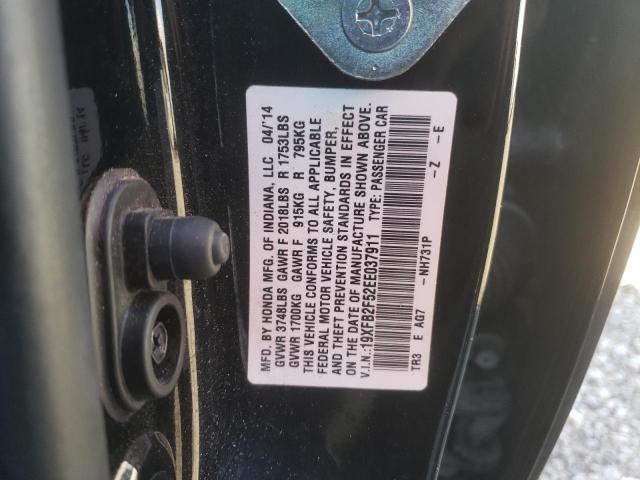 MFD. BY HONDA MFG. OF INDIANA, LLC 04/'14
GVWR 3748LBS GAWR F 2018LBS R 1753LBS
GVWR 1700KG GAWR F 915KG R 795KG
THIS VEHICLE CONFORMS TO ALL APPLICABLE
FEDERAL MOTOR VEHICLE SAFETY, BUMPER,
AND THEFT PREVENTION STANDARDS IN EFFECT
ON THE DATE OF MANUFACTURE SHOWN ABOVE.
V.I.N.:19XFB2F52EE037911 TYPE: PASSENGER CAR
-NH731P -Z -E
TR3 E AG7